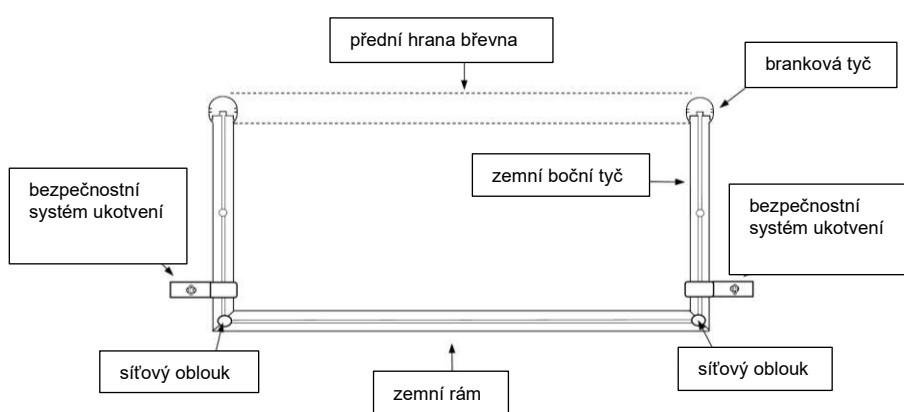 přední hrana břevna
branková tyč
zemní boční tyč
bezpečnostní
systém ukotvení
bezpečnostní
systém ukotvení
síťový oblouk
síťový oblouk
zemní rám